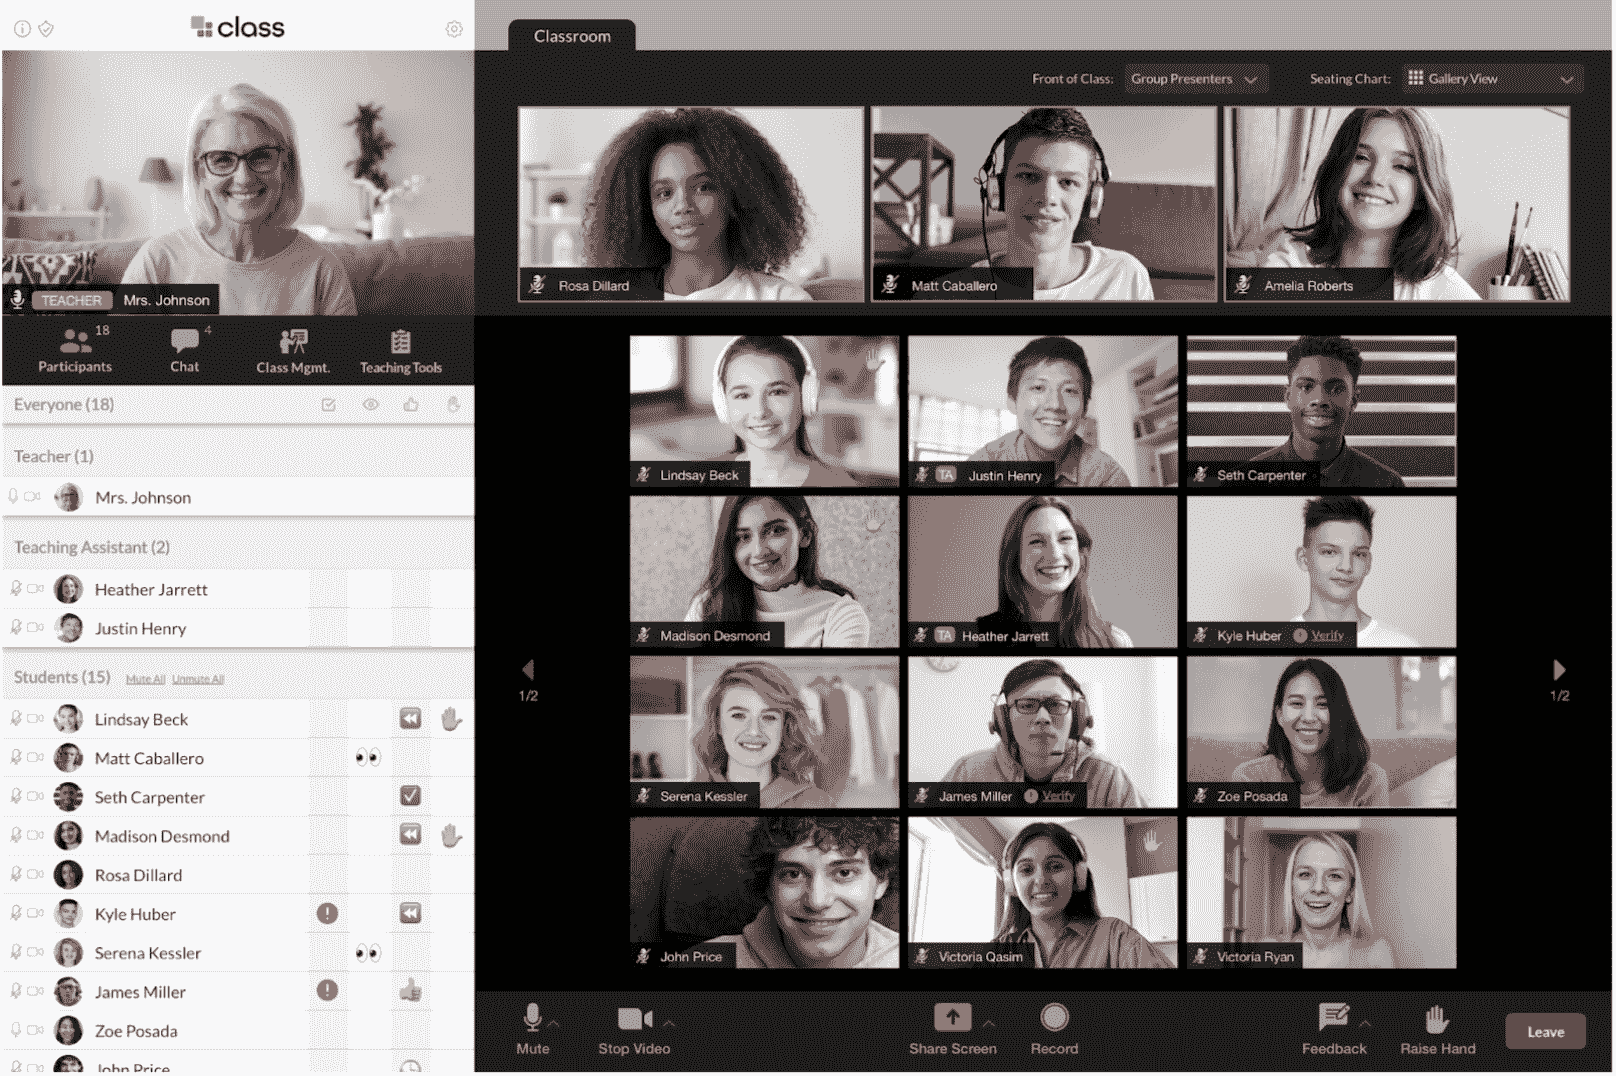 class
TEACHER Mrs. Johnson
Participants 18
Chat 4
Class Mgmt.
Teaching Tools
Everyone (18)
Teacher (1)
Mrs. Johnson
Teaching Assistant (2)
Heather Jarrett
Justin Henry
Students (15) Mute All Unmute All
Lindsay Beck
Matt Caballero
Seth Carpenter
Madison Desmond
Rosa Dillard
Kyle Huber
Serena Kessler
James Miller
Zoe Posada
John Price
Classroom
Front of Class: Group Presenters
Seating Chart: Gallery View
Rosa Dillard
Matt Caballero
Amelia Roberts
Lindsay Beck
TA Justin Henry
Seth Carpenter
Madison Desmond
TA Heather Jarrett
Kyle Huber Verify
1/2
1/2
Serena Kessler
James Miller Verify
Zoe Posada
John Price
Victoria Qasim
Victoria Ryan
Mute
Stop Video
Share Screen
Record
Feedback
Raise Hand
Leave